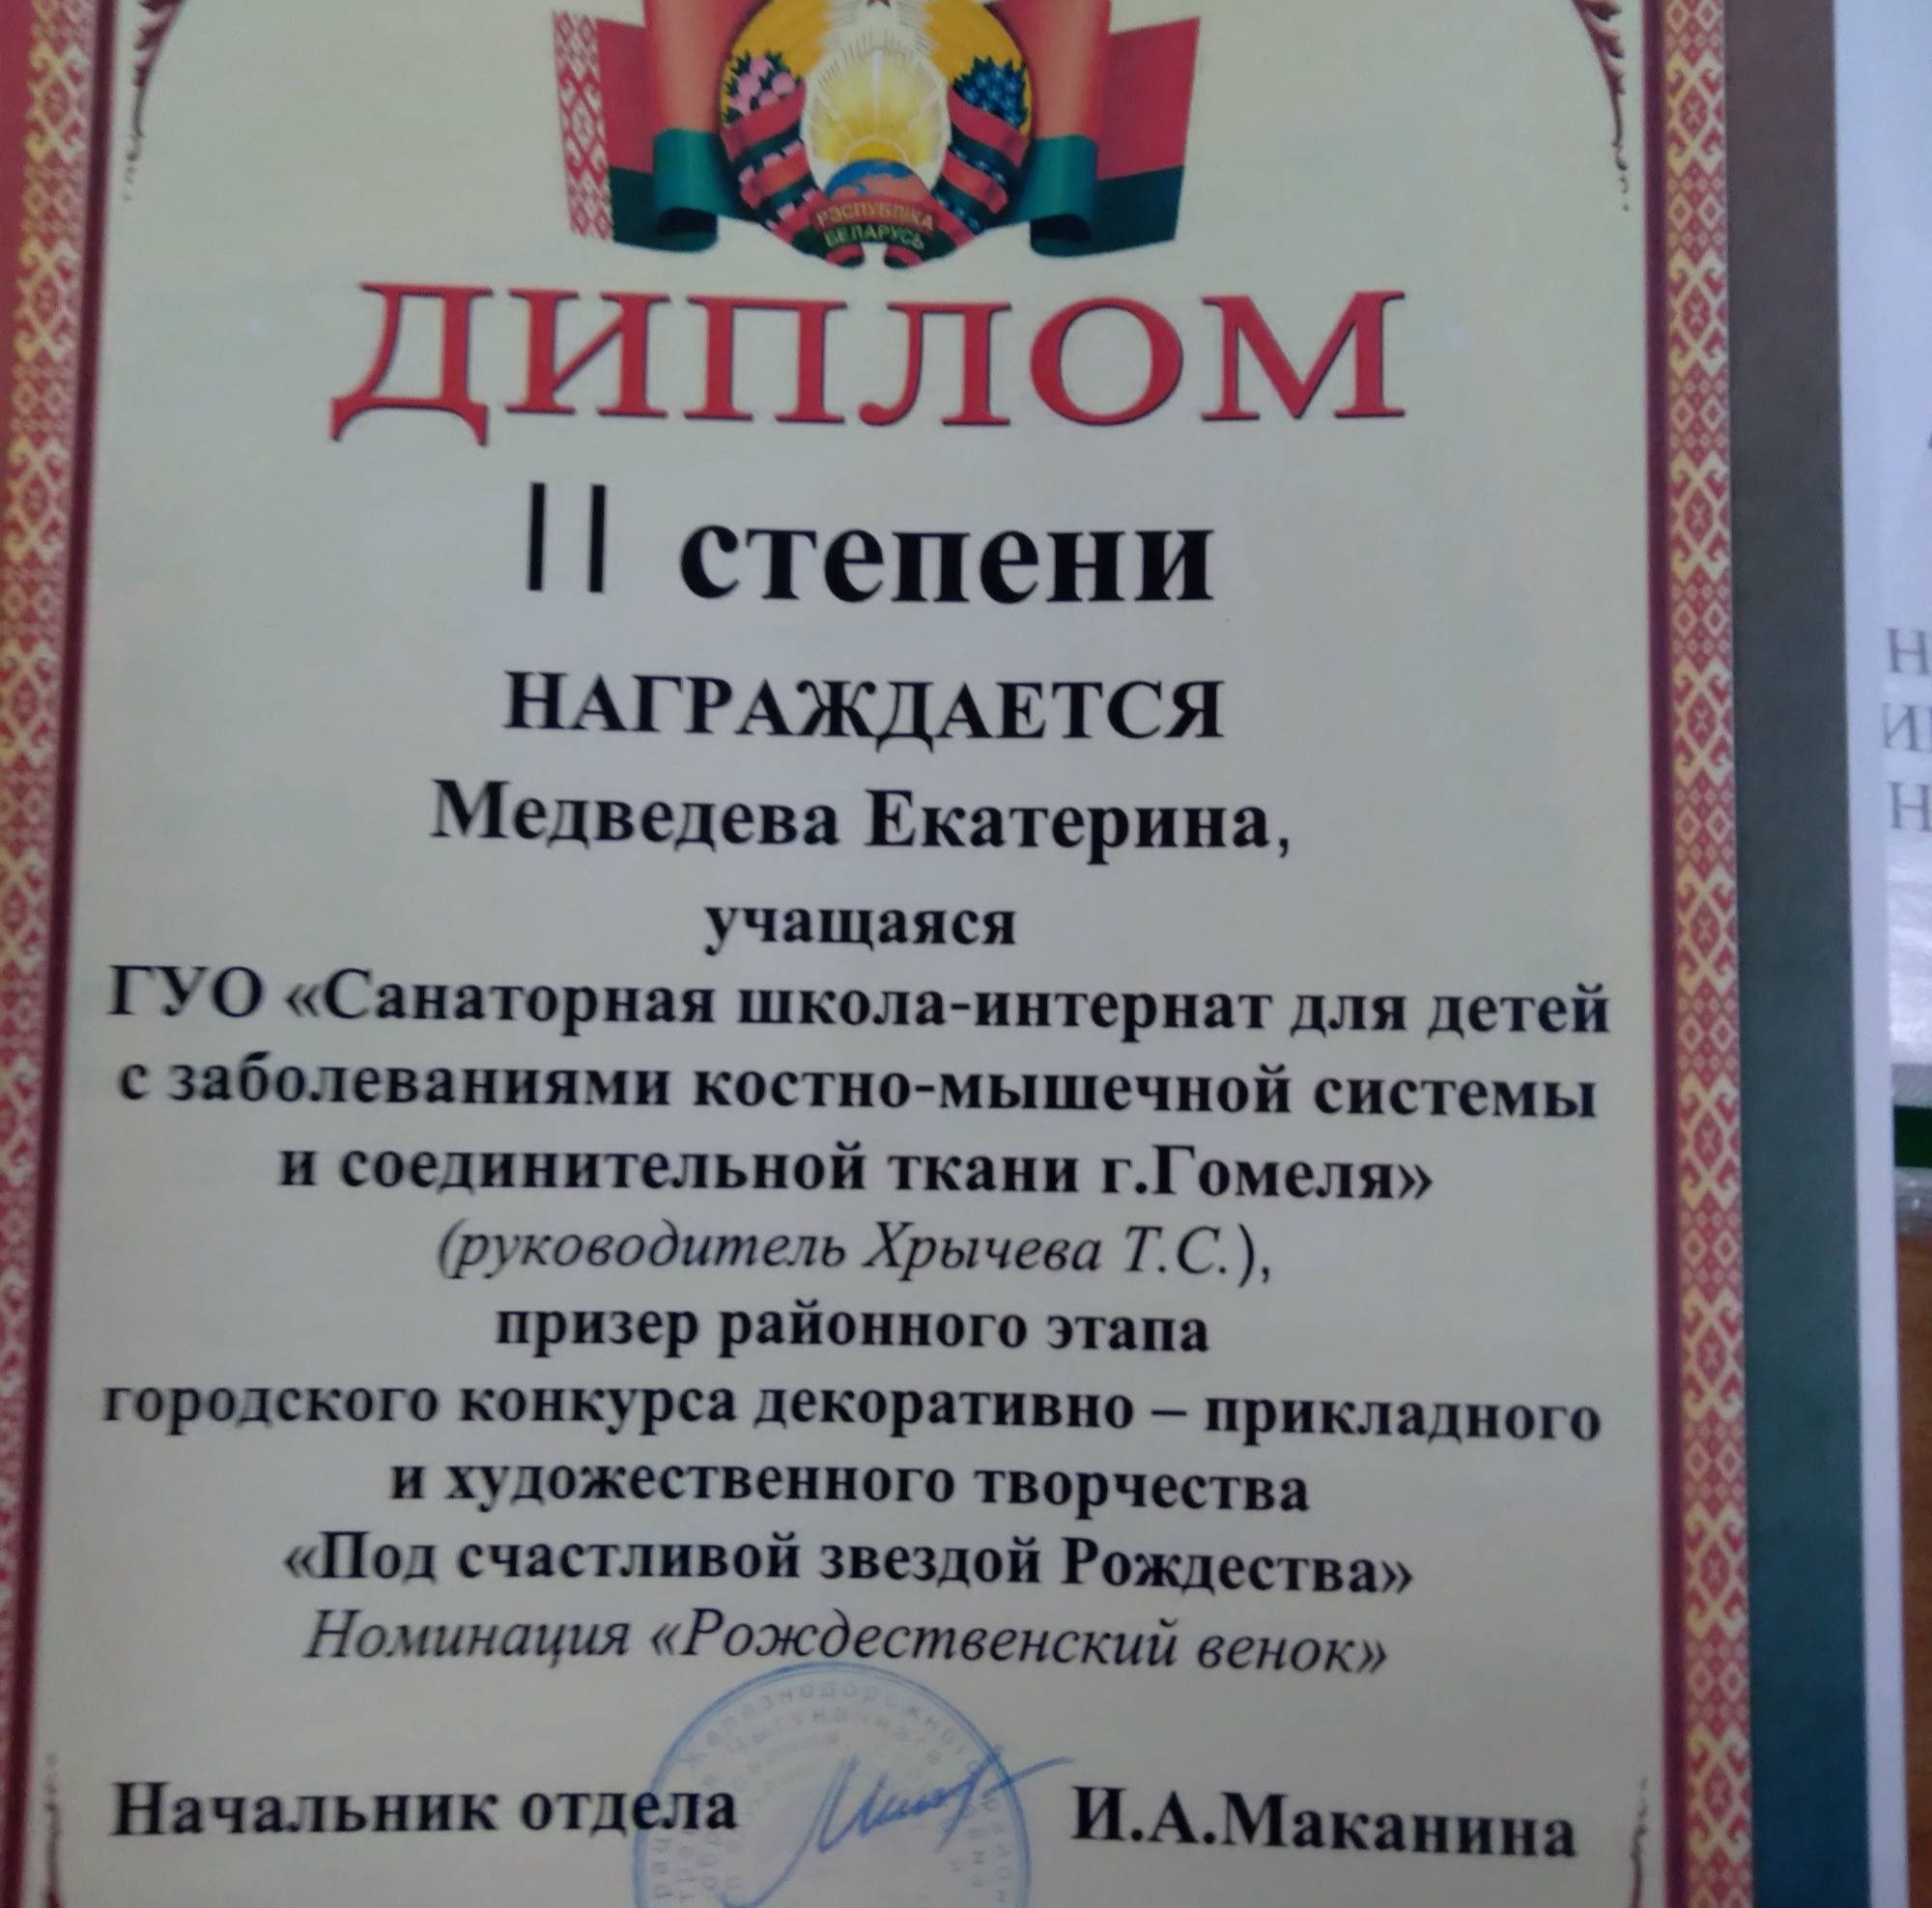 РЭСПУБЛІКА
БЕЛАРУСЬ
ДИПЛОМ
II степени
НАГРАЖДАЕТСЯ
Медведева Екатерина,
учащаяся
ГУО «Санаторная школа-интернат для детей
с заболеваниями костно-мышечной системы
и соединительной ткани г.Гомеля»
(руководитель Хрычева Т.С.),
призер районного этапа
городского конкурса декоративно – прикладного
и художественного творчества
«Под счастливой звездой Рождества»
Номинация «Рождественский венок»
Начальник отдела И.А.Маканина